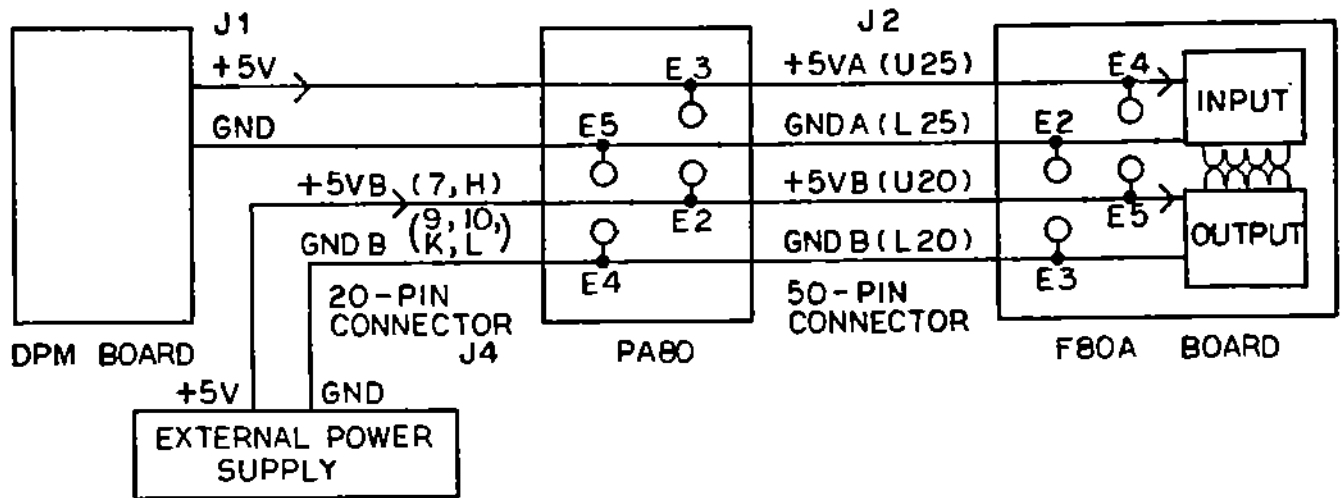 J1
J2
+5V
E3
+5VA (U25)
E4
INPUT
GND
E5
GNDA (L25)
E2
+5VB (7, H)
E2
+5VB (U20)
E5
OUTPUT
GND B (9, 10, K, L)
E4
GND B (L20)
E3
20-PIN
CONNECTOR
J4
50-PIN
CONNECTOR
DPM BOARD
PA80
F80A BOARD
+5V
GND
EXTERNAL POWER
SUPPLY